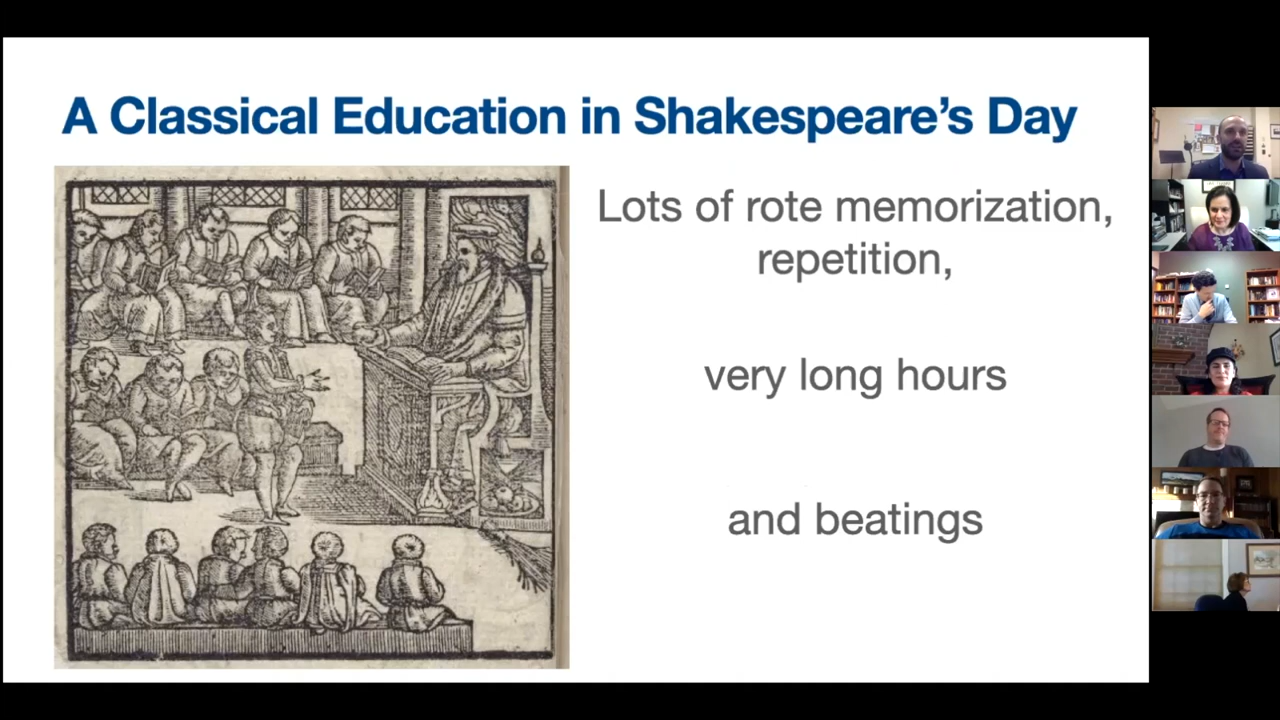 A Classical Education in Shakespeare’s Day
Lots of rote memorization,
repetition,
very long hours
and beatings